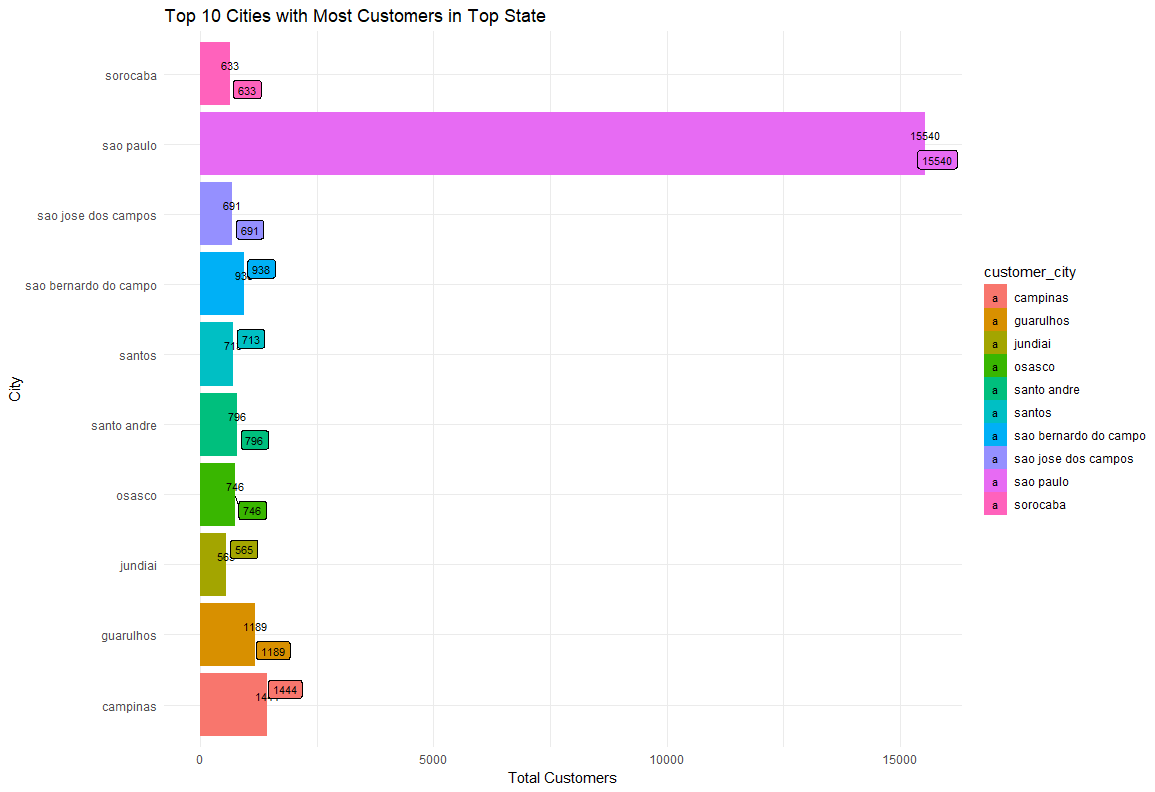 Top 10 Cities with Most Customers in Top State
City
sorocaba
633
633
sao paulo
15540
15540
sao jose dos campos
691
691
sao bernardo do campo
938
santos
713
santo andre
796
796
osasco
746
746
jundiai
565
guarulhos
1189
1189
campinas
1444
0 5000 10000 15000
Total Customers
customer_city
a campinas
a guarulhos
a jundiai
a osasco
a santo andre
a santos
a sao bernardo do campo
a sao jose dos campos
a sao paulo
a sorocaba